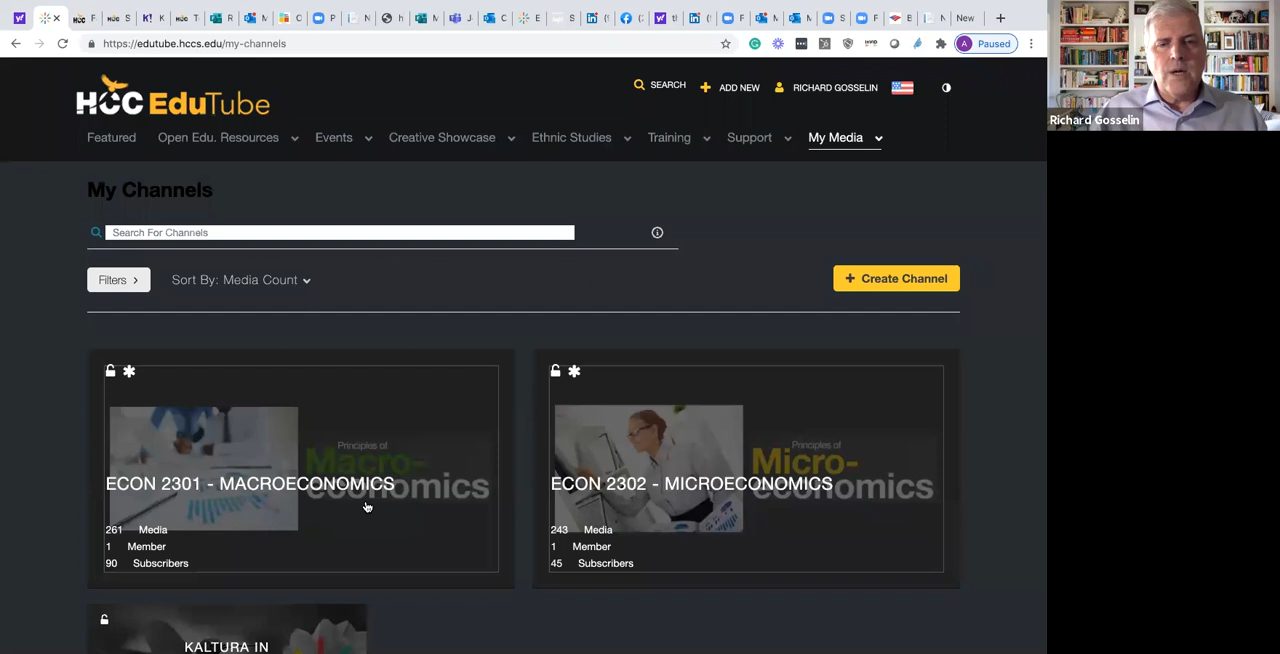 https://edutube.hccs.edu/my-channels
Paused
HCC EduTube
SEARCH
ADD NEW
RICHARD GOSSELIN
Featured
Open Edu. Resources
Events
Creative Showcase
Ethnic Studies
Training
Support
My Media
Richard Gosselin
My Channels
Search For Channels
Filters
Sort By: Media Count
+ Create Channel
Principles of
Macro-
economics
ECON 2301 - MACROECONOMICS
261 Media
1 Member
90 Subscribers
Principles of
Micro-
economics
ECON 2302 - MICROECONOMICS
243 Media
1 Member
45 Subscribers
KALTURA IN